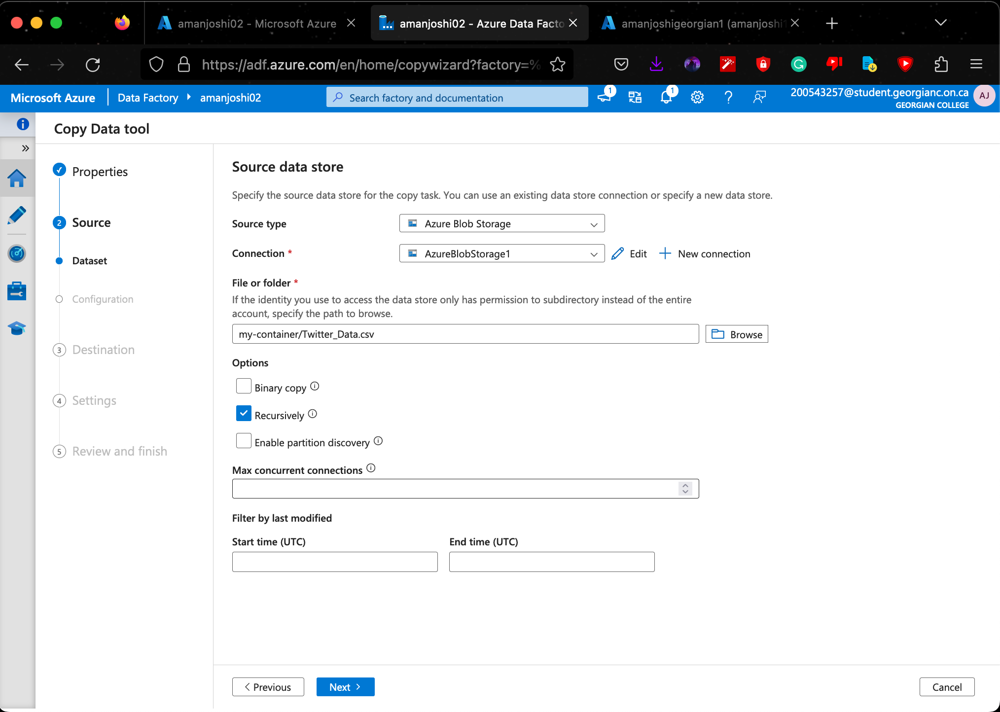 amanjoshi02 - Microsoft Azure
amanjoshi02 - Azure Data Facto
amanjoshigeorgian1 (amanjoshi1
https://adf.azure.com/en/home/copywizard?factory=%
Microsoft Azure
Data Factory
amanjoshi02
Search factory and documentation
1
1
200543257@student.georgianc.on.ca
GEORGIAN COLLEGE
AJ
Copy Data tool
Properties
2
Source
Dataset
Configuration
3
Destination
4
Settings
5
Review and finish
Source data store
Specify the source data store for the copy task. You can use an existing data store connection or specify a new data store.
Source type
Azure Blob Storage
Connection *
AzureBlobStorage1
Edit
New connection
File or folder *
If the identity you use to access the data store only has permission to subdirectory instead of the entire
account, specify the path to browse.
my-container/Twitter_Data.csv
Browse
Options
Binary copy
Recursively
Enable partition discovery
Max concurrent connections
Filter by last modified
Start time (UTC)
End time (UTC)
Previous
Next
Cancel